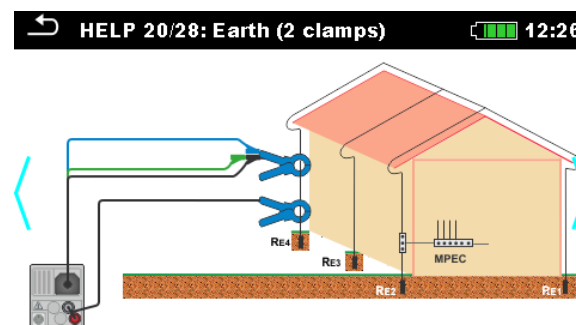 HELP 20/28: Earth (2 clamps) 12:26
RE4
RE3
MPEC
RE2
RE1